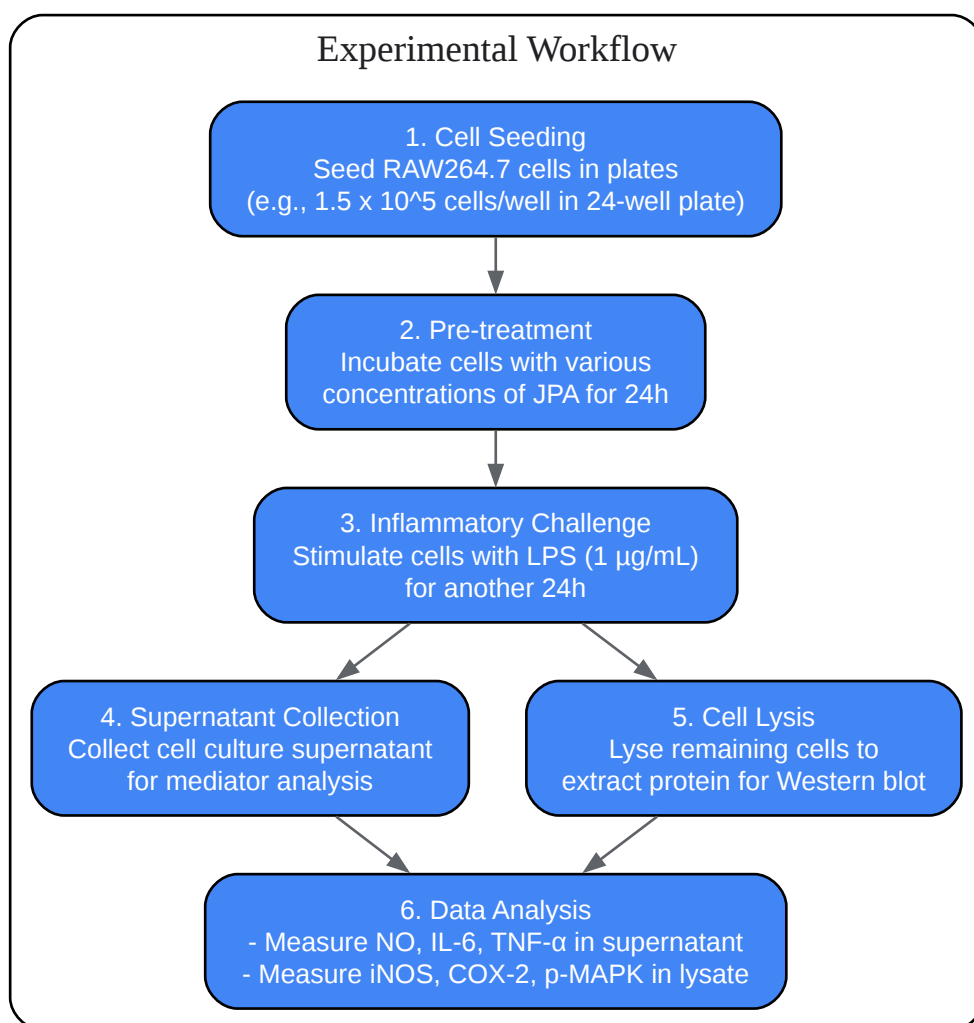 Experimental Workflow
1. Cell Seeding
Seed RAW264.7 cells in plates
(e.g., 1.5 x 10^5 cells/well in 24-well plate)
2. Pre-treatment
Incubate cells with various
concentrations of JPA for 24h
3. Inflammatory Challenge
Stimulate cells with LPS (1 µg/mL)
for another 24h
4. Supernatant Collection
Collect cell culture supernatant
for mediator analysis
5. Cell Lysis
Lyse remaining cells to
extract protein for Western blot
6. Data Analysis
- Measure NO, IL-6, TNF-α in supernatant
- Measure iNOS, COX-2, p-MAPK in lysate